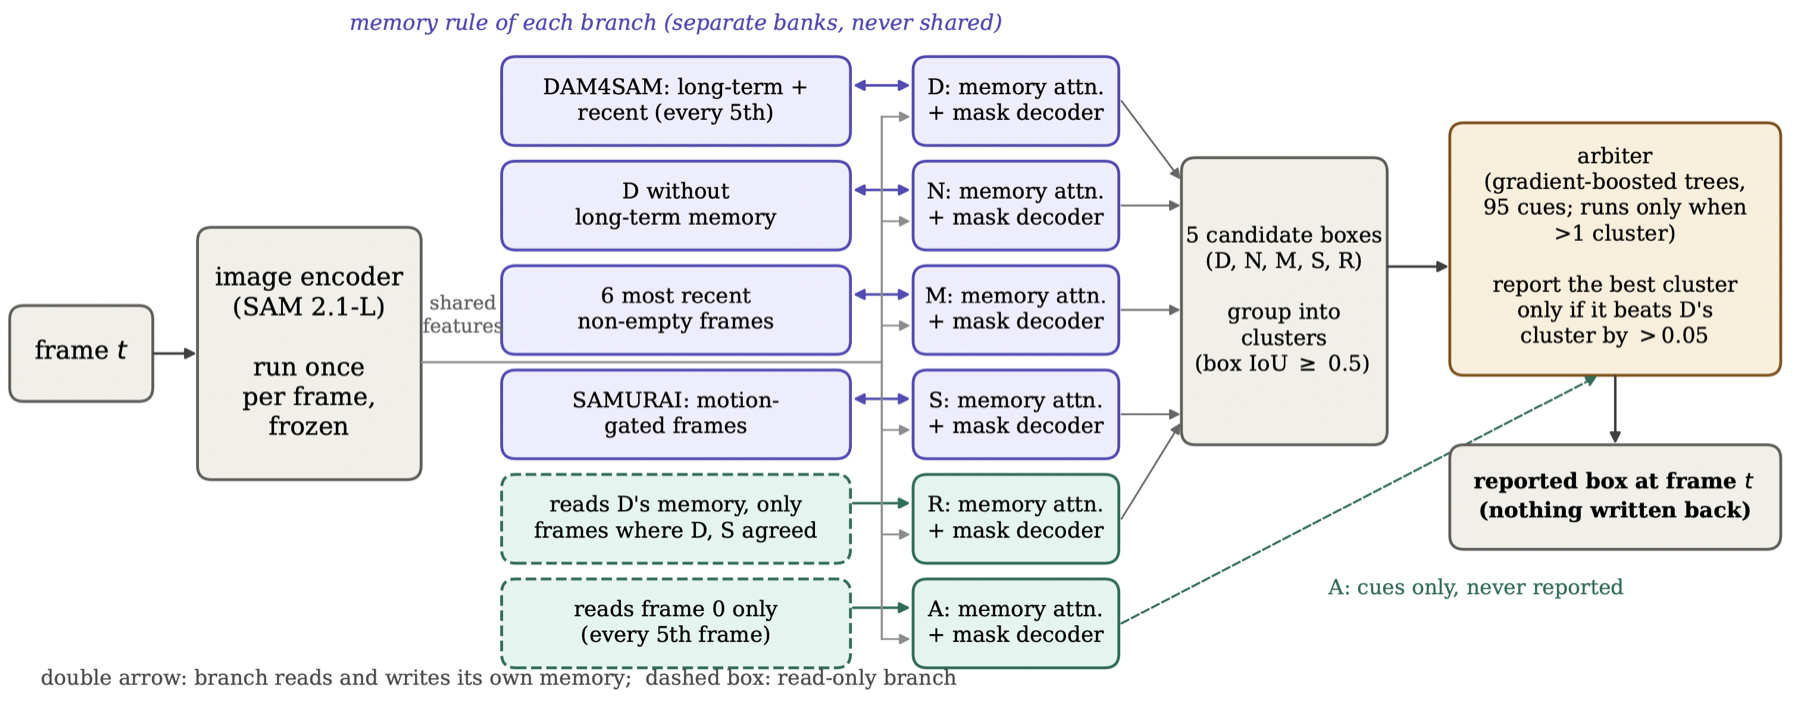 memory rule of each branch (separate banks, never shared)
frame t
image encoder
(SAM 2.1-L)
run once
per frame,
frozen
shared
features
DAM4SAM: long-term +
recent (every 5th)
D without
long-term memory
6 most recent
non-empty frames
SAMURAI: motion-
gated frames
reads D's memory, only
frames where D, S agreed
reads frame 0 only
(every 5th frame)
D: memory attn.
+ mask decoder
N: memory attn.
+ mask decoder
M: memory attn.
+ mask decoder
S: memory attn.
+ mask decoder
R: memory attn.
+ mask decoder
A: memory attn.
+ mask decoder
5 candidate boxes
(D, N, M, S, R)
group into
clusters
(box IoU ≥ 0.5)
arbiter
(gradient-boosted trees,
95 cues; runs only when
>1 cluster)
report the best cluster
only if it beats D's
cluster by > 0.05
reported box at frame t
(nothing written back)
A: cues only, never reported
double arrow: branch reads and writes its own memory; dashed box: read-only branch